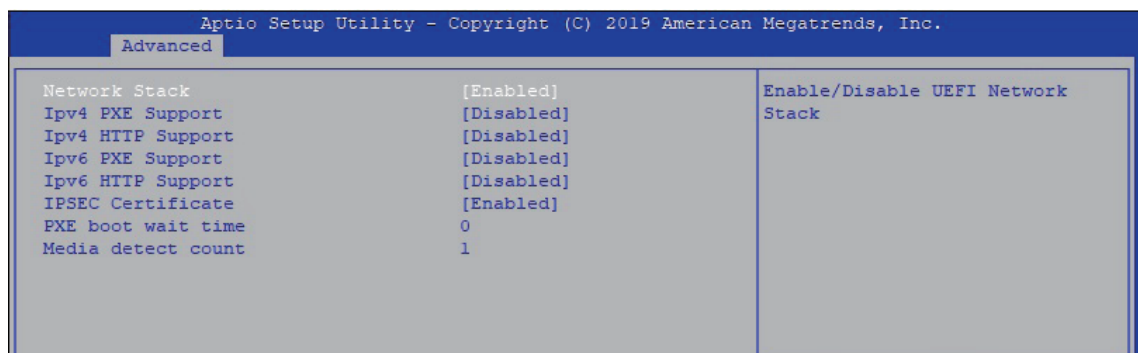 Aptio Setup Utility - Copyright (C) 2019 American Megatrends, Inc.
Advanced
Network Stack [Enabled] Enable/Disable UEFI Network
Ipv4 PXE Support [Disabled] Stack
Ipv4 HTTP Support [Disabled]
Ipv6 PXE Support [Disabled]
Ipv6 HTTP Support [Disabled]
IPSEC Certificate [Enabled]
PXE boot wait time 0
Media detect count 1